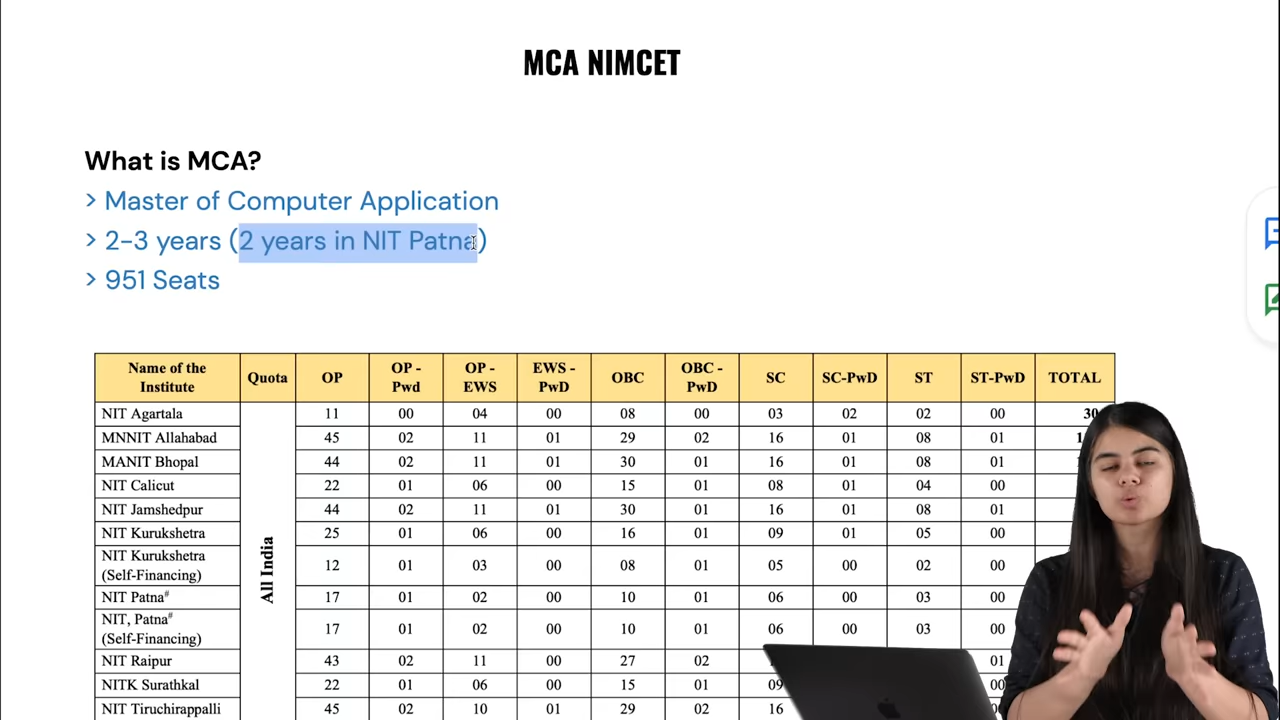 MCA NIMCET
What is MCA?
> Master of Computer Application
> 2-3 years (2 years in NIT Patna)
> 951 Seats
Name of the Institute Quota OP OP - Pwd OP - EWS EWS - PwD OBC OBC - PwD SC SC-PwD ST ST-PwD TOTAL
All India
NIT Agartala 11 00 04 00 08 00 03 02 02 00 30
MNNIT Allahabad 45 02 11 01 29 02 16 01 08 01
MANIT Bhopal 44 02 11 01 30 01 16 01 08 01
NIT Calicut 22 01 06 00 15 01 08 01 04 00
NIT Jamshedpur 44 02 11 01 30 01 16 01 08 01
NIT Kurukshetra 25 01 06 00 16 01 09 01 05 00
NIT Kurukshetra (Self-Financing) 12 01 03 00 08 01 05 00 02 00
NIT Patna# 17 01 02 00 10 01 06 00 03 00
NIT, Patna# (Self-Financing) 17 01 02 00 10 01 06 00 03 00
NIT Raipur 43 02 11 00 27 02 01
NITK Surathkal 22 01 06 00 15 01 09 00
NIT Tiruchirappalli 45 02 10 01 29 02 16